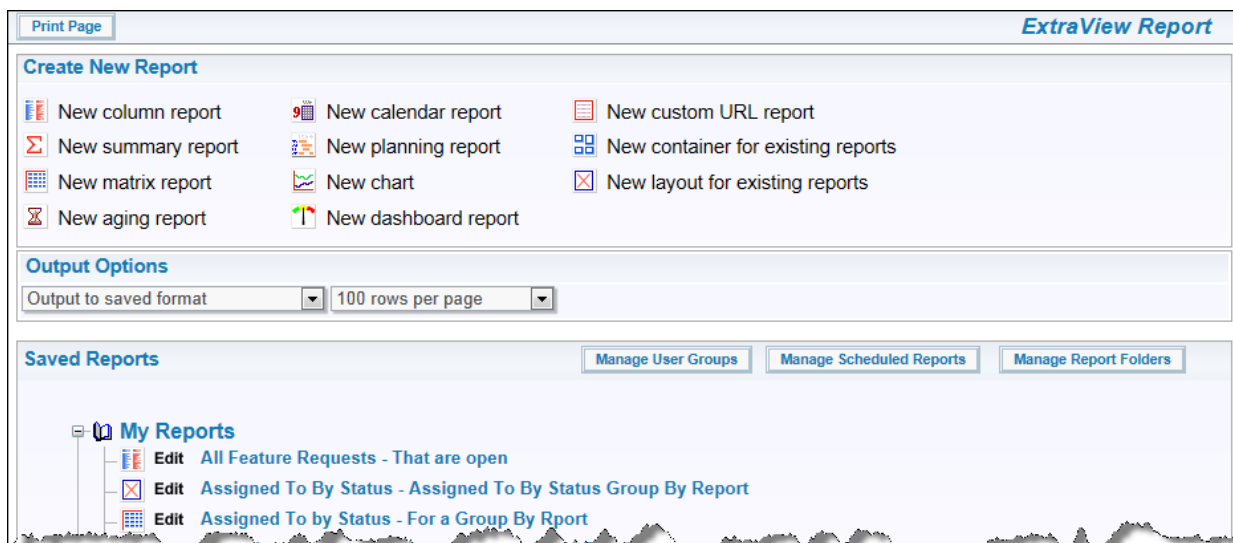 Print Page
ExtraView Report
Create New Report
New column report
New calendar report
New custom URL report
New summary report
New planning report
New container for existing reports
New matrix report
New chart
New layout for existing reports
New aging report
New dashboard report
Output Options
Output to saved format
100 rows per page
Saved Reports
Manage User Groups
Manage Scheduled Reports
Manage Report Folders
My Reports
Edit All Feature Requests - That are open
Edit Assigned To By Status - Assigned To By Status Group By Report
Edit Assigned To by Status - For a Group By Rport